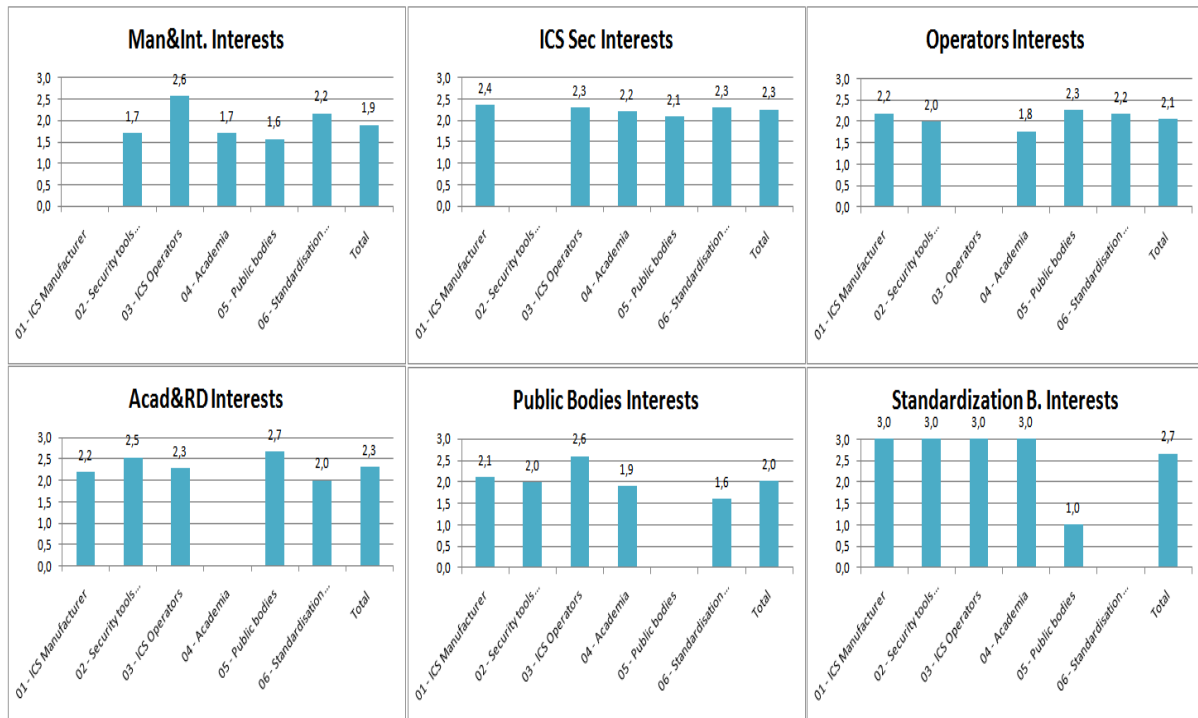 Man&Int. Interests
3,0
2,5
2,0
1,5
1,0
0,5
0,0
1,7
2,6
1,7
1,6
2,2
1,9
01 - ICS Manufacturer
02 - Security tools...
03 - ICS Operators
04 - Academia
05 - Public bodies
06 - Standardisation...
Total
ICS Sec Interests
3,0
2,5
2,0
1,5
1,0
0,5
0,0
2,4
2,3
2,2
2,1
2,3
2,3
01 - ICS Manufacturer
02 - Security tools...
03 - ICS Operators
04 - Academia
05 - Public bodies
06 - Standardisation...
Total
Operators Interests
3,0
2,5
2,0
1,5
1,0
0,5
0,0
2,2
2,0
1,8
2,3
2,2
2,1
01 - ICS Manufacturer
02 - Security tools...
03 - Operators
04 - Academia
05 - Public bodies
06 - Standardisation...
Total
Acad&RD Interests
3,0
2,5
2,0
1,5
1,0
0,5
0,0
2,2
2,5
2,3
2,7
2,0
2,3
01 - ICS Manufacturer
02 - Security tools...
03 - ICS Operators
04 - Academia
05 - Public bodies
06 - Standardisation...
Total
Public Bodies Interests
3,0
2,5
2,0
1,5
1,0
0,5
0,0
2,1
2,0
2,6
1,9
1,6
2,0
01 - ICS Manufacturer
02 - Security tools...
03 - ICS Operators
04 - Academia
05 - Public bodies
06 - Standardisation...
Total
Standardization B. Interests
3,0
2,5
2,0
1,5
1,0
0,5
0,0
3,0
3,0
3,0
3,0
1,0
2,7
01 - ICS Manufacturer
02 - Security tools...
03 - ICS Operators
04 - Academia
05 - Public bodies
06 - Standardisation...
Total